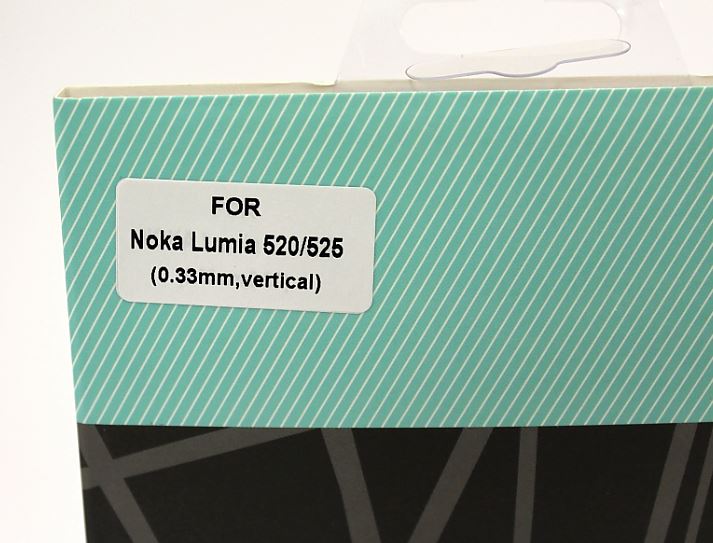 FOR
Noka Lumia 520/525
(0.33mm,vertical)